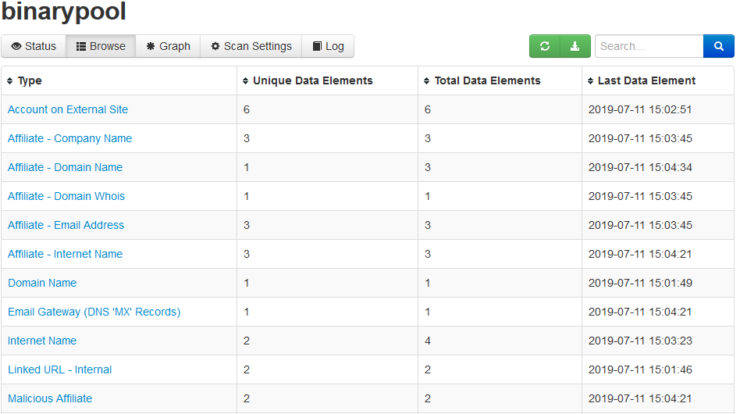 binarypool
Status Browse Graph Scan Settings Log Search...
Type Unique Data Elements Total Data Elements Last Data Element
Account on External Site 6 6 2019-07-11 15:02:51
Affiliate - Company Name 3 3 2019-07-11 15:03:45
Affiliate - Domain Name 1 3 2019-07-11 15:04:34
Affiliate - Domain Whois 1 1 2019-07-11 15:03:45
Affiliate - Email Address 3 3 2019-07-11 15:03:45
Affiliate - Internet Name 3 3 2019-07-11 15:04:21
Domain Name 1 1 2019-07-11 15:01:49
Email Gateway (DNS 'MX' Records) 1 1 2019-07-11 15:04:21
Internet Name 2 4 2019-07-11 15:03:23
Linked URL - Internal 2 2 2019-07-11 15:01:46
Malicious Affiliate 2 2 2019-07-11 15:04:21